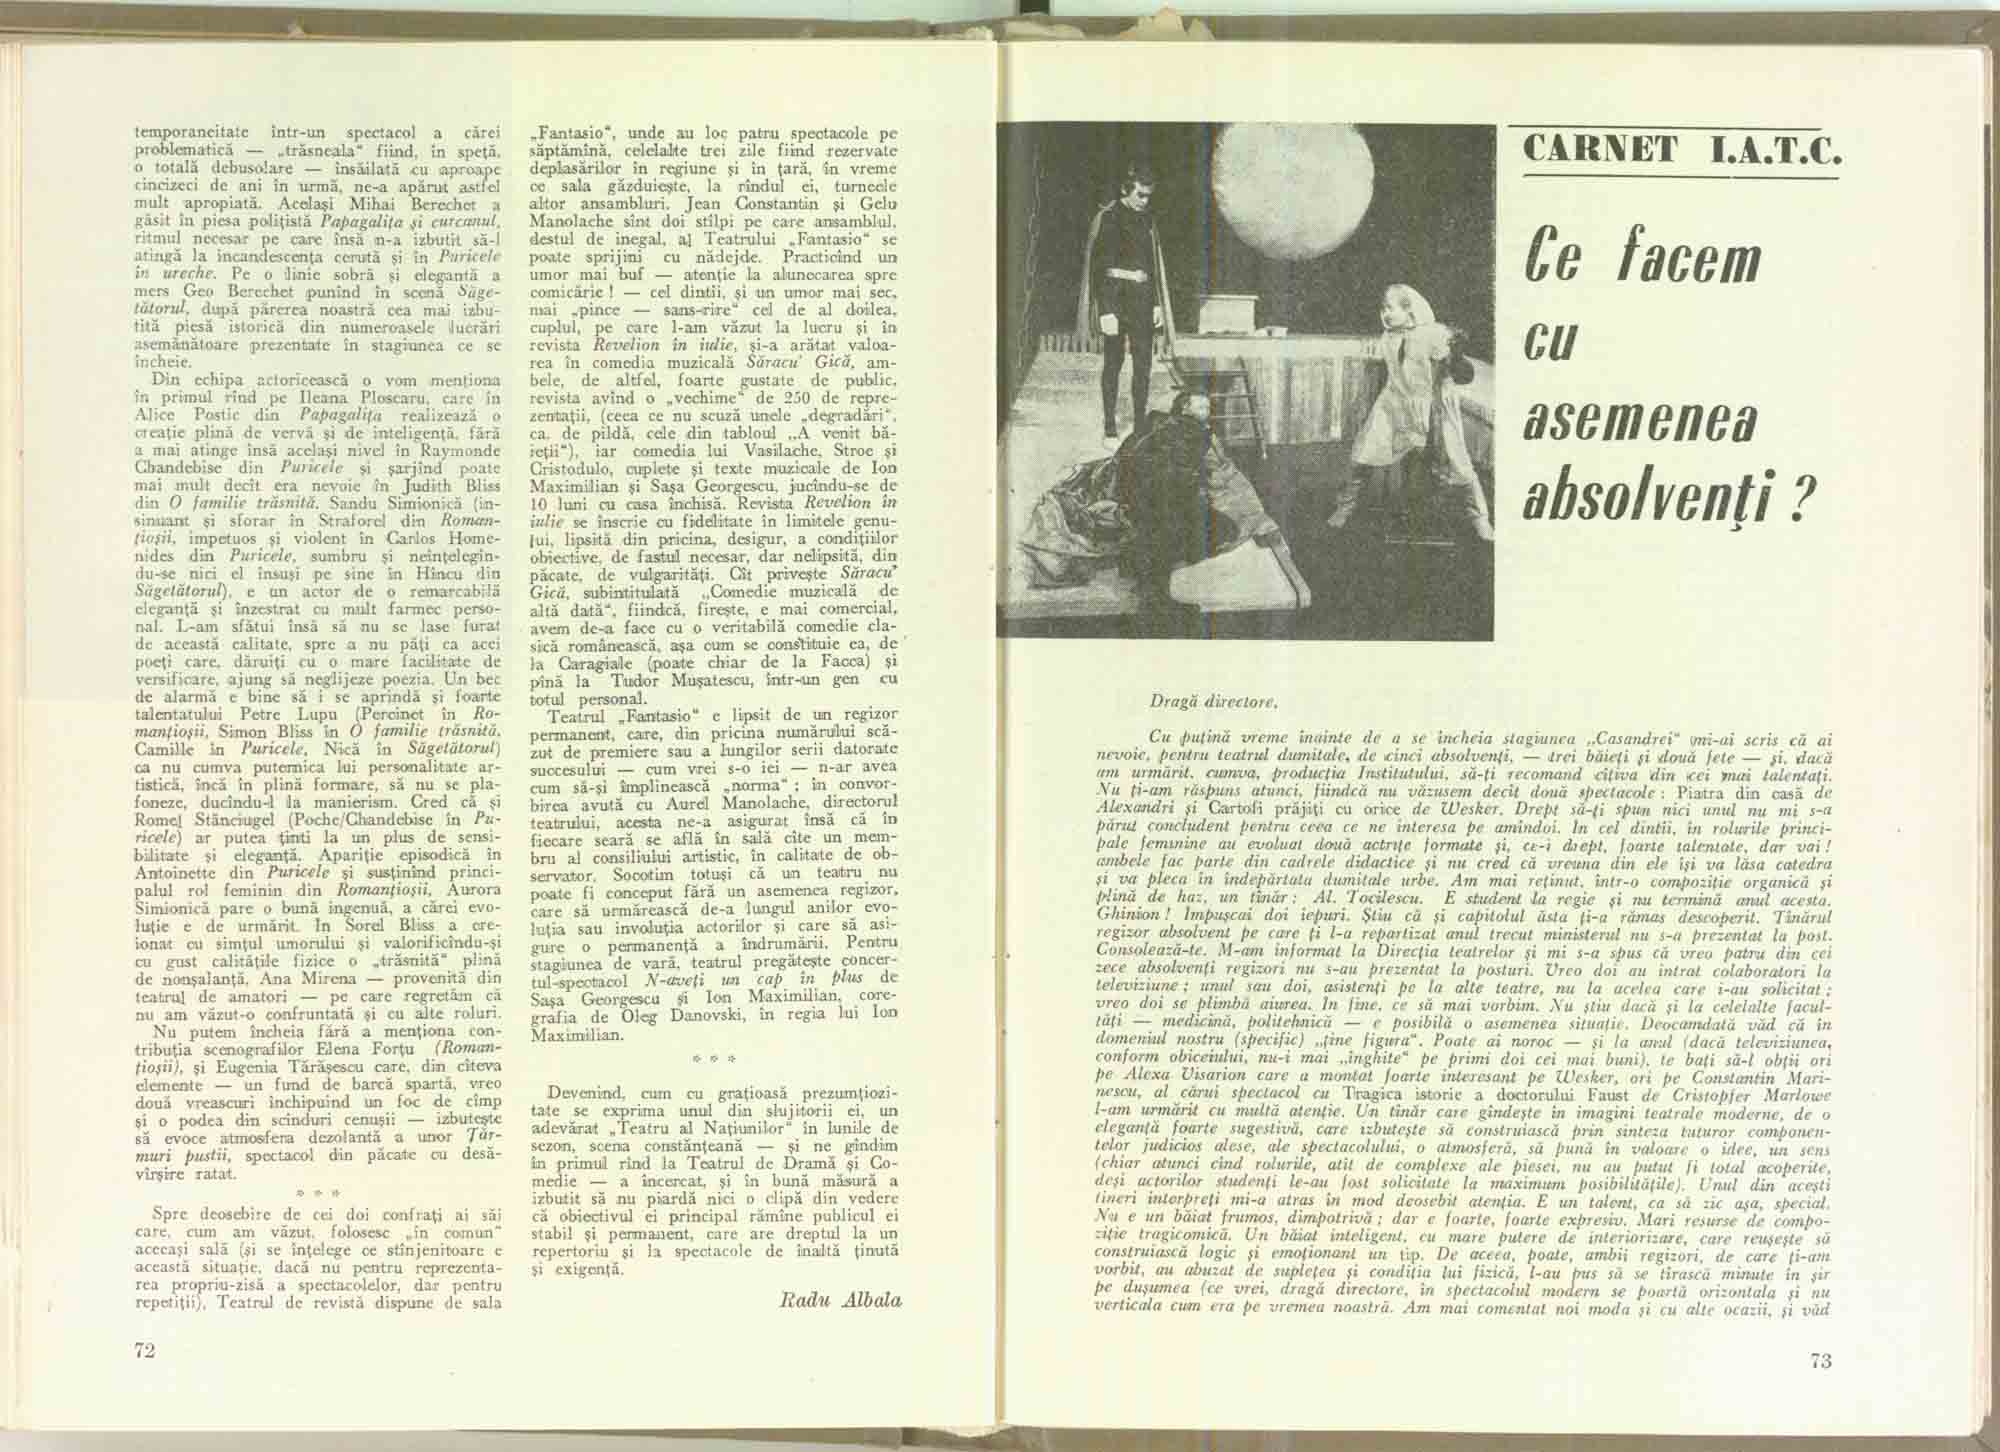 temporaneitate într-un spectacol a cărei
problematică — „trăsneala“ fiind, în speță,
o totală debusolare — însăilată cu aproape
cincizeci de ani în urmă, ne-a apărut astfel
mult apropiată. Același Mihai Berechet a
găsit în piesa polițistă Papagalița și curcanul,
ritmul necesar pe care însă n-a izbutit să-l
atingă la incandescența cerută și în Puricele
în ureche. Pe o linie sobră și elegantă a
mers Geo Berechet punînd în scenă Săge-
tătorul, după părerea noastră cea mai izbu-
tită piesă istorică din numeroasele lucrări
asemănătoare prezentate în stagiunea ce se
încheie.
Din echipa actoricească o vom menționa
în primul rînd pe Ileana Ploscaru, care în
Alice Postic din Papagalița realizează o
creație plină de vervă și de inteligență, fără
a mai atinge însă același nivel în Raymonde
Chandebise din Puricele și șarjînd poate
mai mult decît era nevoie în Judith Bliss
din O familie trăsnită. Sandu Simionică (in-
sinuant și sforar în Straforel din Roman-
țioșii, impetuos și violent în Carlos Home-
nides din Puricele, sumbru și neînțelegîn-
du-se nici el însuși pe sine în Hincu din
Săgetătorul), e un actor de o remarcabilă
eleganță și înzestrat cu mult farmec perso-
nal. L-am sfătui însă să nu se lase furat
de această calitate, spre a nu păți ca acei
poeți care, dăruiți cu o mare facilitate de
versificare, ajung să neglijeze poezia. Un bec
de alarmă e bine să i se aprindă și foarte
talentatului Petre Lupu (Percinet în Ro-
manțioșii, Simon Bliss în O familie trăsnită,
Camille în Puricele, Nică în Săgetătorul)
ca nu cumva puternica lui personalitate ar-
tistică, încă în plină formare, să nu se pla-
foneze, ducîndu-l la manierism. Cred că și
Romel Stănciugel (Poche/Chandebise în Pu-
ricele) ar putea ținti la un plus de sensi-
bilitate și eleganță. Apariție episodică în
Antoinette din Puricele și susținînd princi-
palul rol feminin din Romanțioșii, Aurora
Simionică pare o bună ingenuă, a cărei evo-
luție e de urmărit. În Sorel Bliss a cre-
ionat cu simțul umorului și valorificîndu-și
cu gust calitățile fizice o „trăsnită“ plină
de nonșalanță, Ana Mirena — provenită din
teatrul de amatori — pe care regretăm că
nu am văzut-o confruntată și cu alte roluri.
Nu putem încheia fără a menționa con-
tribuția scenografilor Elena Forțu (Roman-
țioșii), și Eugenia Tărășescu care, din cîteva
elemente — un fund de barcă spartă, vreo
două vreascuri închipuind un foc de cîmp
și o podea din scînduri cenușii — izbutește
să evoce atmosfera dezolantă a unor Țăr-
muri pustii, spectacol din păcate cu desă-
vîrșire ratat.
* * *
Spre deosebire de cei doi confrați ai săi
care, cum am văzut, folosesc „în comun“
aceeași sală (și se înțelege ce stînjenitoare e
această situație, dacă nu pentru reprezenta-
rea propriu-zisă a spectacolelor, dar pentru
repetiții), Teatrul de revistă dispune de sala
72
„Fantasio“, unde au loc patru spectacole pe
săptămînă, celelalte trei zile fiind rezervate
deplasărilor în regiune și în țară, în vreme
ce sala găzduiește, la rîndul ei, turneele
altor ansambluri. Jean Constantin și Gelu
Manolache sînt doi stîlpi pe care ansamblul,
destul de inegal, al Teatrului „Fantasio“ se
poate sprijini cu nădejde. Practicînd un
umor mai buf — atenție la alunecarea spre
comicărie ! — cel dintîi, și un umor mai sec,
mai „pince — sans-rire“ cel de al doilea,
cuplul, pe care l-am văzut la lucru și în
revista Revelion în iulie, și-a arătat valoa-
rea în comedia muzicală Săracu' Gică, am-
bele, de altfel, foarte gustate de public,
revista avînd o „vechime“ de 250 de repre-
zentații, (ceea ce nu scuză unele „degradări“,
ca, de pildă, cele din tabloul „A venit bă-
ieții“), iar comedia lui Vasilache, Stroe și
Cristodulo, cuplete și texte muzicale de Ion
Maximilian și Sașa Georgescu, jucîndu-se de
10 luni cu casa închisă. Revista Revelion în
iulie se înscrie cu fidelitate în limitele genu-
lui, lipsită din pricina, desigur, a condițiilor
obiective, de fastul necesar, dar nelipsită, din
păcate, de vulgarități. Cît privește Săracu'
Gică, subintitulată „Comedie muzicală de
altă dată“, fiindcă, firește, e mai comercial,
avem de-a face cu o veritabilă comedie cla-
sică românească, așa cum se constituie ea, de
la Caragiale (poate chiar de la Facca) și
pînă la Tudor Mușatescu, într-un gen cu
totul personal.
Teatrul „Fantasio“ e lipsit de un regizor
permanent, care, din pricina numărului scă-
zut de premiere sau a lungilor serii datorate
succesului — cum vrei s-o iei — n-ar avea
cum să-și împlinească „norma“ ; în convor-
birea avută cu Aurel Manolache, directorul
teatrului, acesta ne-a asigurat însă că în
fiecare seară se află în sală cîte un mem-
bru al consiliului artistic, în calitate de ob-
servator. Socotim totuși că un teatru nu
poate fi conceput fără un asemenea regizor,
care să urmărească de-a lungul anilor evo-
luția sau involuția actorilor și care să asi-
gure o permanență a îndrumării. Pentru
stagiunea de vară, teatrul pregătește concer-
tul-spectacol N-aveți un cap în plus de
Sașa Georgescu și Ion Maximilian, core-
grafia de Oleg Danovski, în regia lui Ion
Maximilian.
* * *
Devenind, cum cu grațioasă prezumțiozi-
tate se exprima unul din slujitorii ei, un
adevărat „Teatru al Națiunilor“ în lunile de
sezon, scena constănțeană — și ne gîndim
în primul rînd la Teatrul de Dramă și Co-
medie — a încercat, și în bună măsură a
izbutit să nu piardă nici o clipă din vedere
că obiectivul ei principal rămîne publicul ei
stabil și permanent, care are dreptul la un
repertoriu și la spectacole de înaltă ținută
și exigență.
Radu Albala
CARNET I.A.T.C.
Ce facem
cu
asemenea
absolvenți ?
Dragă directore,
Cu puțină vreme înainte de a se încheia stagiunea „Casandrei“ mi-ai scris că ai
nevoie, pentru teatrul dumitale, de cinci absolvenți, — trei băieți și două fete — și, dacă
am urmărit, cumva, producția Institutului, să-ți recomand cîțiva din cei mai talentați.
Nu ți-am răspuns atunci, fiindcă nu văzusem decît două spectacole : Piatra din casă de
Alexandri și Cartofi prăjiți cu orice de Wesker. Drept să-ți spun nici unul nu mi s-a
părut concludent pentru ceea ce ne interesa pe amîndoi. În cel dintîi, în rolurile princi-
pale feminine au evoluat două actrițe formate și, ce-i drept, foarte talentate, dar vai !
ambele fac parte din cadrele didactice și nu cred că vreuna din ele își va lăsa catedra
și va pleca în îndepărtata dumitale urbe. Am mai reținut, într-o compoziție organică și
plină de haz, un tînăr : Al. Tocilescu. E student la regie și nu termină anul acesta.
Ghinion ! Împușcai doi iepuri. Știu că și capitolul ăsta ți-a rămas descoperit. Tînărul
regizor absolvent pe care ți l-a repartizat anul trecut ministerul nu s-a prezentat la post.
Consolează-te. M-am informat la Direcția teatrelor și mi s-a spus că vreo patru din cei
zece absolvenți regizori nu s-au prezentat la posturi. Vreo doi au intrat colaboratori la
televiziune ; unul sau doi, asistenți pe la alte teatre, nu la acelea care i-au solicitat ;
vreo doi se plimbă aiurea. În fine, ce să mai vorbim. Nu știu dacă și la celelalte facul-
tăți — medicină, politehnică — e posibilă o asemenea situație. Deocamdată văd că în
domeniul nostru (specific) „ține figura“. Poate ai noroc — și la anul (dacă televiziunea,
conform obiceiului, nu-i mai „înghite“ pe primi doi cei mai buni), te bați să-l obții ori
pe Alexa Visarion care a montat foarte interesant pe Wesker, ori pe Constantin Mari-
nescu, al cărui spectacol cu Tragica istorie a doctorului Faust de Cristopfer Marlowe
l-am urmărit cu multă atenție. Un tînăr care gîndește în imagini teatrale moderne, de o
eleganță foarte sugestivă, care izbutește să construiască prin sinteza tuturor componen-
telor judicios alese, ale spectacolului, o atmosferă, să pună în valoare o idee, un sens
(chiar atunci cînd rolurile, atît de complexe ale piesei, nu au putut fi total acoperite,
deși actorilor studenți le-au fost solicitate la maximum posibilitățile). Unul din acești
tineri interpreți mi-a atras în mod deosebit atenția. E un talent, ca să zic așa, special.
Nu e un băiat frumos, dimpotrivă ; dar e foarte, foarte expresiv. Mari resurse de compo-
ziție tragicomică. Un băiat inteligent, cu mare putere de interiorizare, care reușește să
construiască logic și emoționant un tip. De aceea, poate, ambii regizori, de care ți-am
vorbit, au abuzat de suplețea și condiția lui fizică, l-au pus să se tîrască minute în șir
pe dușumea (ce vrei, dragă directore, în spectacolul modern se poartă orizontala și nu
verticala cum era pe vremea noastră. Am mai comentat noi moda și cu alte ocazii, și văd
73